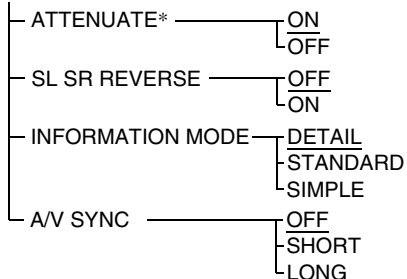 ATTENUATE* ON
OFF
SL SR REVERSE OFF
ON
INFORMATION MODE DETAIL
STANDARD
SIMPLE
A/V SYNC OFF
SHORT
LONG